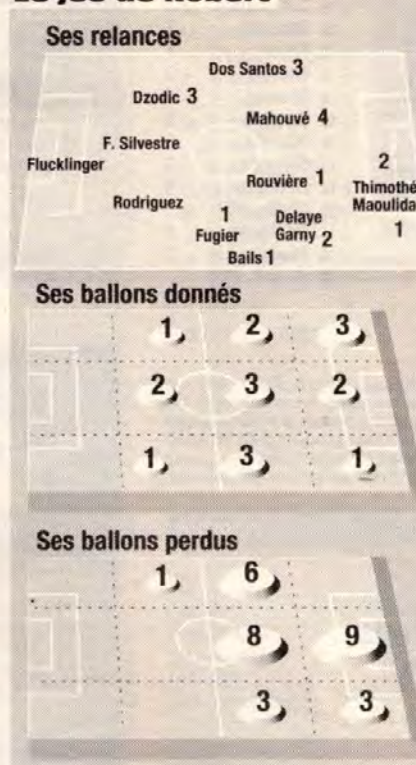 Ses relances
Dos Santos 3
Dzodic 3
Mahouvé 4
F. Silvestre
Flucklinger
2
Thimothé
Rouvière 1
Maoulida
Rodriguez
1
Delaye
1
Fugier
Garny 2
Bails 1
Ses ballons donnés
1 2 3
2 3 2
1 3 1
Ses ballons perdus
1 6
8 9
3 3